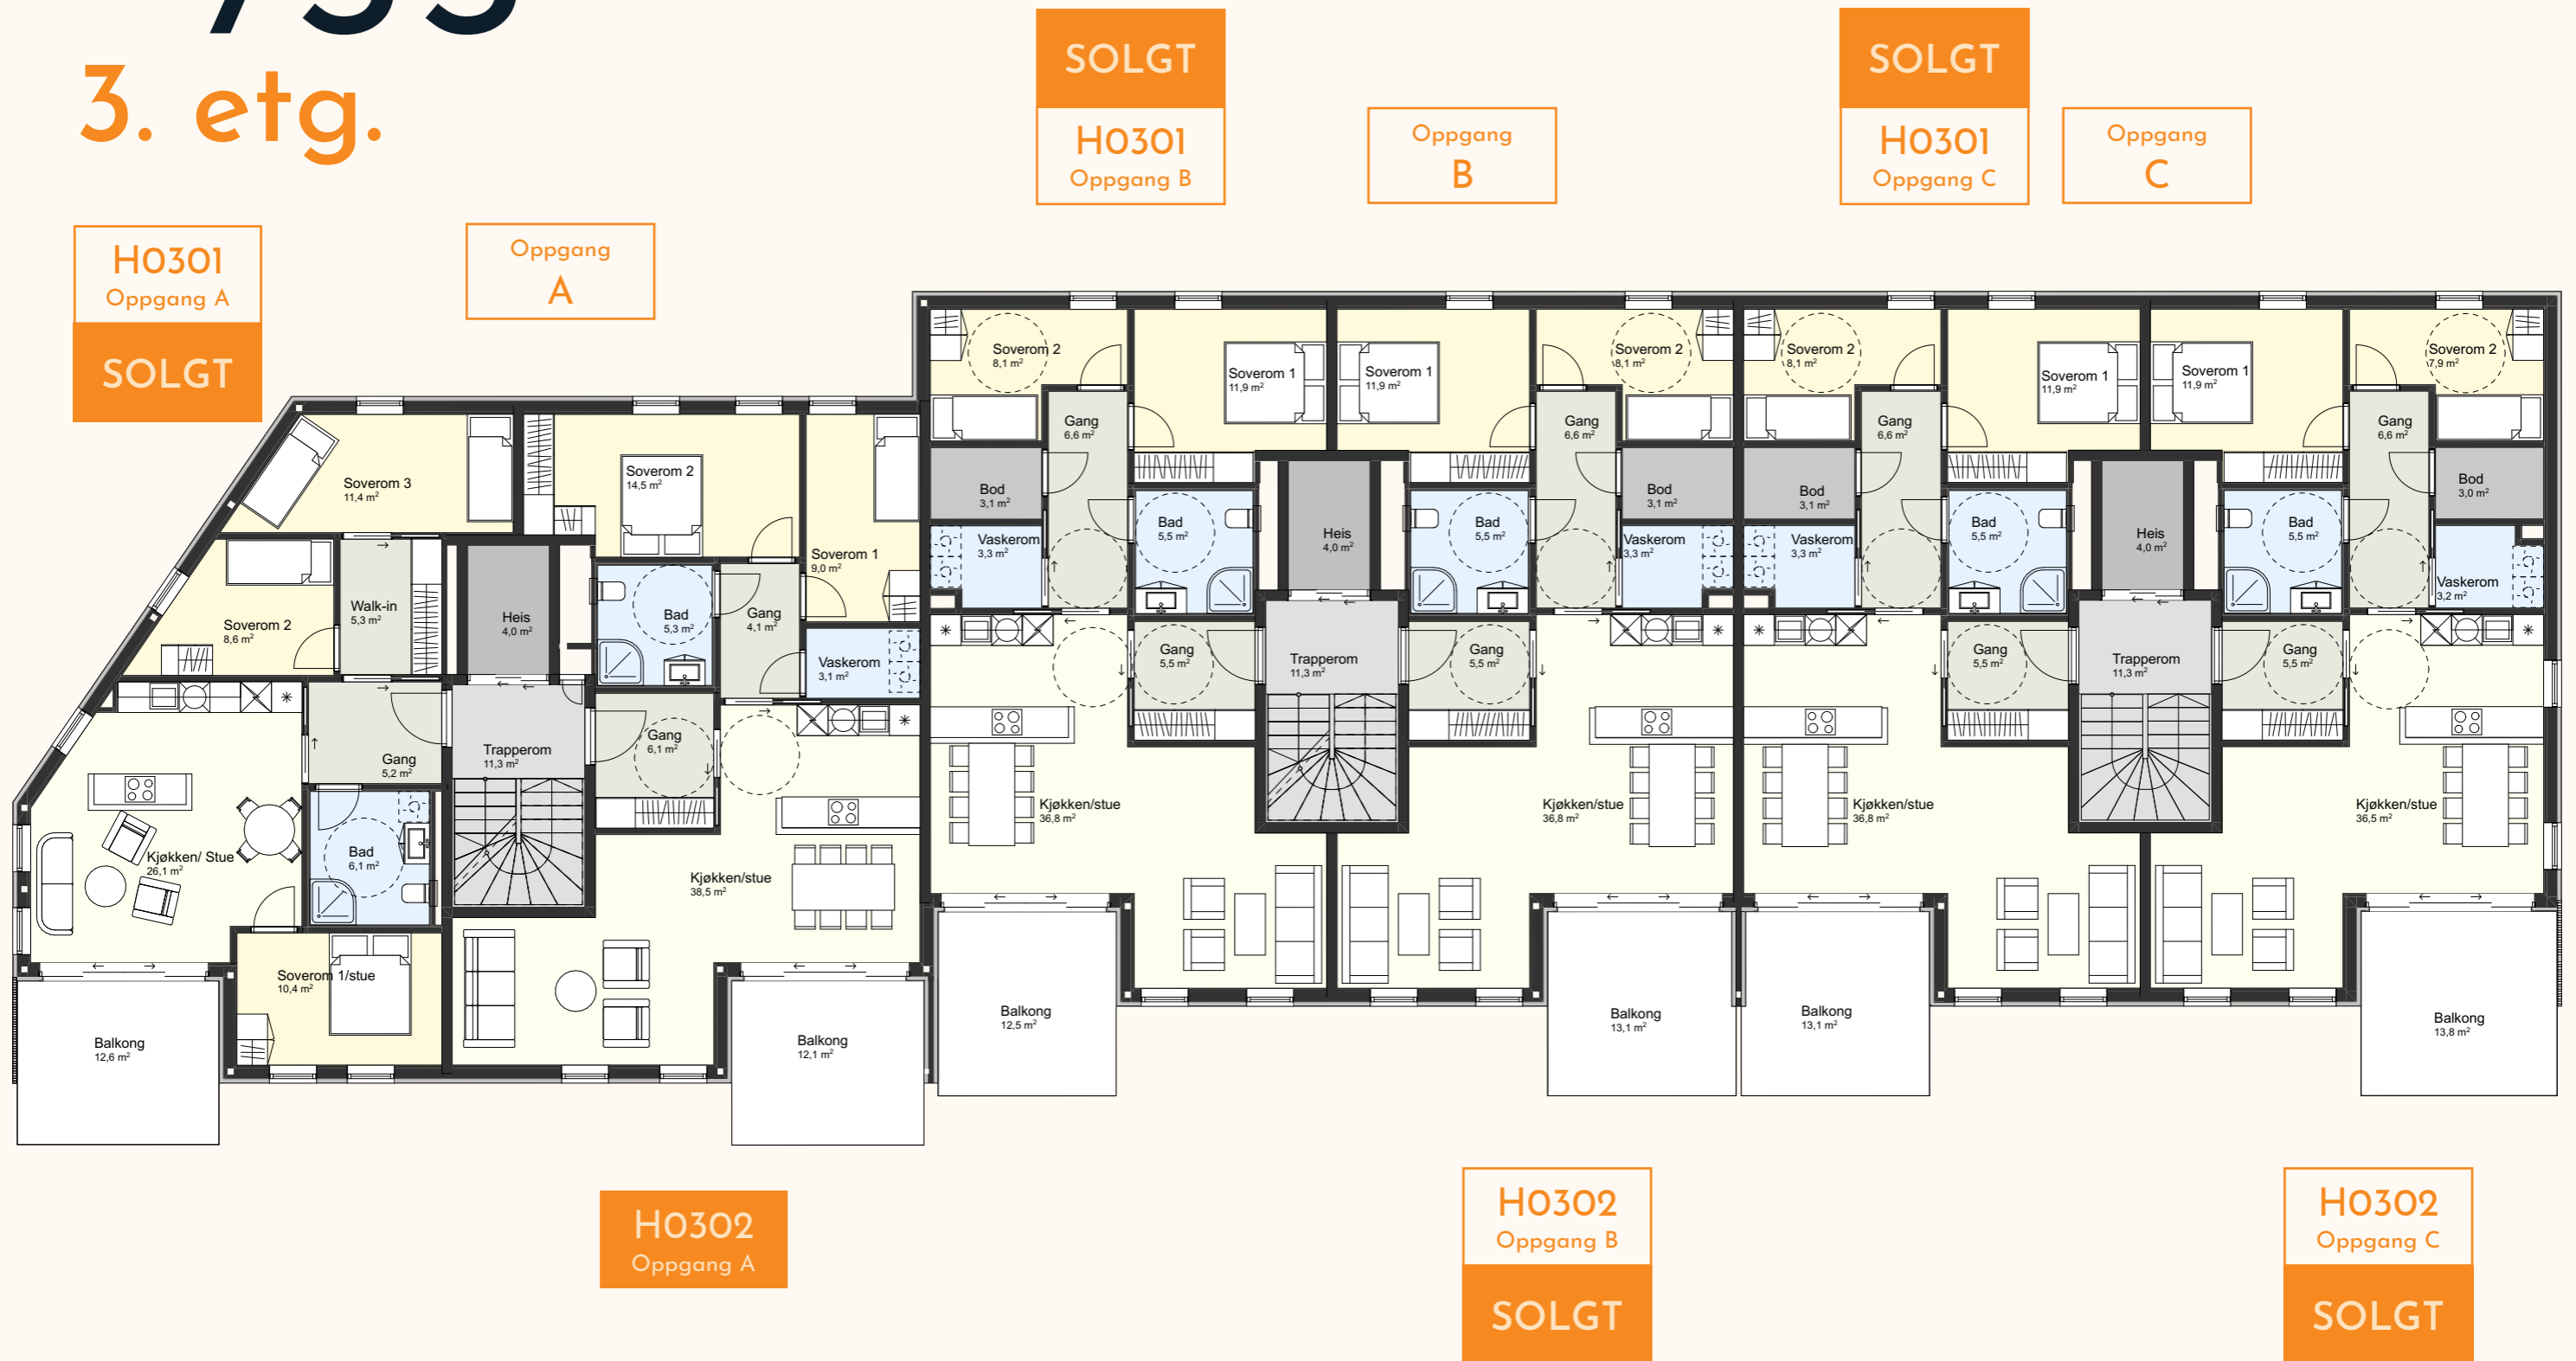 3. etg.
SOLGT
H0301
Oppgang B
Oppgang
B
SOLGT
H0301
Oppgang C
Oppgang
C
H0301
Oppgang A
SOLGT
Oppgang
A
Soverom 3
11,4 m²
Soverom 2
14,5 m²
Soverom 1
9,0 m²
Soverom 2
8,6 m²
Walk-in
5,3 m²
Heis
4,0 m²
Bad
5,3 m²
Gang
4,1 m²
Vaskerom
3,1 m²
Gang
5,2 m²
Trapperom
11,3 m²
Gang
6,1 m²
Kjøkken/ Stue
26,1 m²
Bad
6,1 m²
Kjøkken/stue
38,5 m²
Soverom 1/stue
10,4 m²
Balkong
12,6 m²
Balkong
12,1 m²
Soverom 2
8,1 m²
Soverom 1
11,9 m²
Gang
6,6 m²
Bod
3,1 m²
Vaskerom
3,3 m²
Bad
5,5 m²
Heis
4,0 m²
Gang
5,5 m²
Trapperom
11,3 m²
Kjøkken/stue
36,8 m²
Balkong
12,5 m²
Soverom 1
11,9 m²
Soverom 2
8,1 m²
Gang
6,6 m²
Bod
3,1 m²
Bad
5,5 m²
Vaskerom
3,3 m²
Gang
5,5 m²
Kjøkken/stue
36,8 m²
Balkong
13,1 m²
Soverom 2
8,1 m²
Soverom 1
11,9 m²
Gang
6,6 m²
Bod
3,1 m²
Vaskerom
3,3 m²
Bad
5,5 m²
Heis
4,0 m²
Gang
5,5 m²
Trapperom
11,3 m²
Kjøkken/stue
36,8 m²
Balkong
13,1 m²
Soverom 1
11,9 m²
Soverom 2
7,9 m²
Gang
6,6 m²
Bod
3,0 m²
Bad
5,5 m²
Vaskerom
3,2 m²
Gang
5,5 m²
Kjøkken/stue
36,5 m²
Balkong
13,8 m²
H0302
Oppgang A
H0302
Oppgang B
SOLGT
H0302
Oppgang C
SOLGT